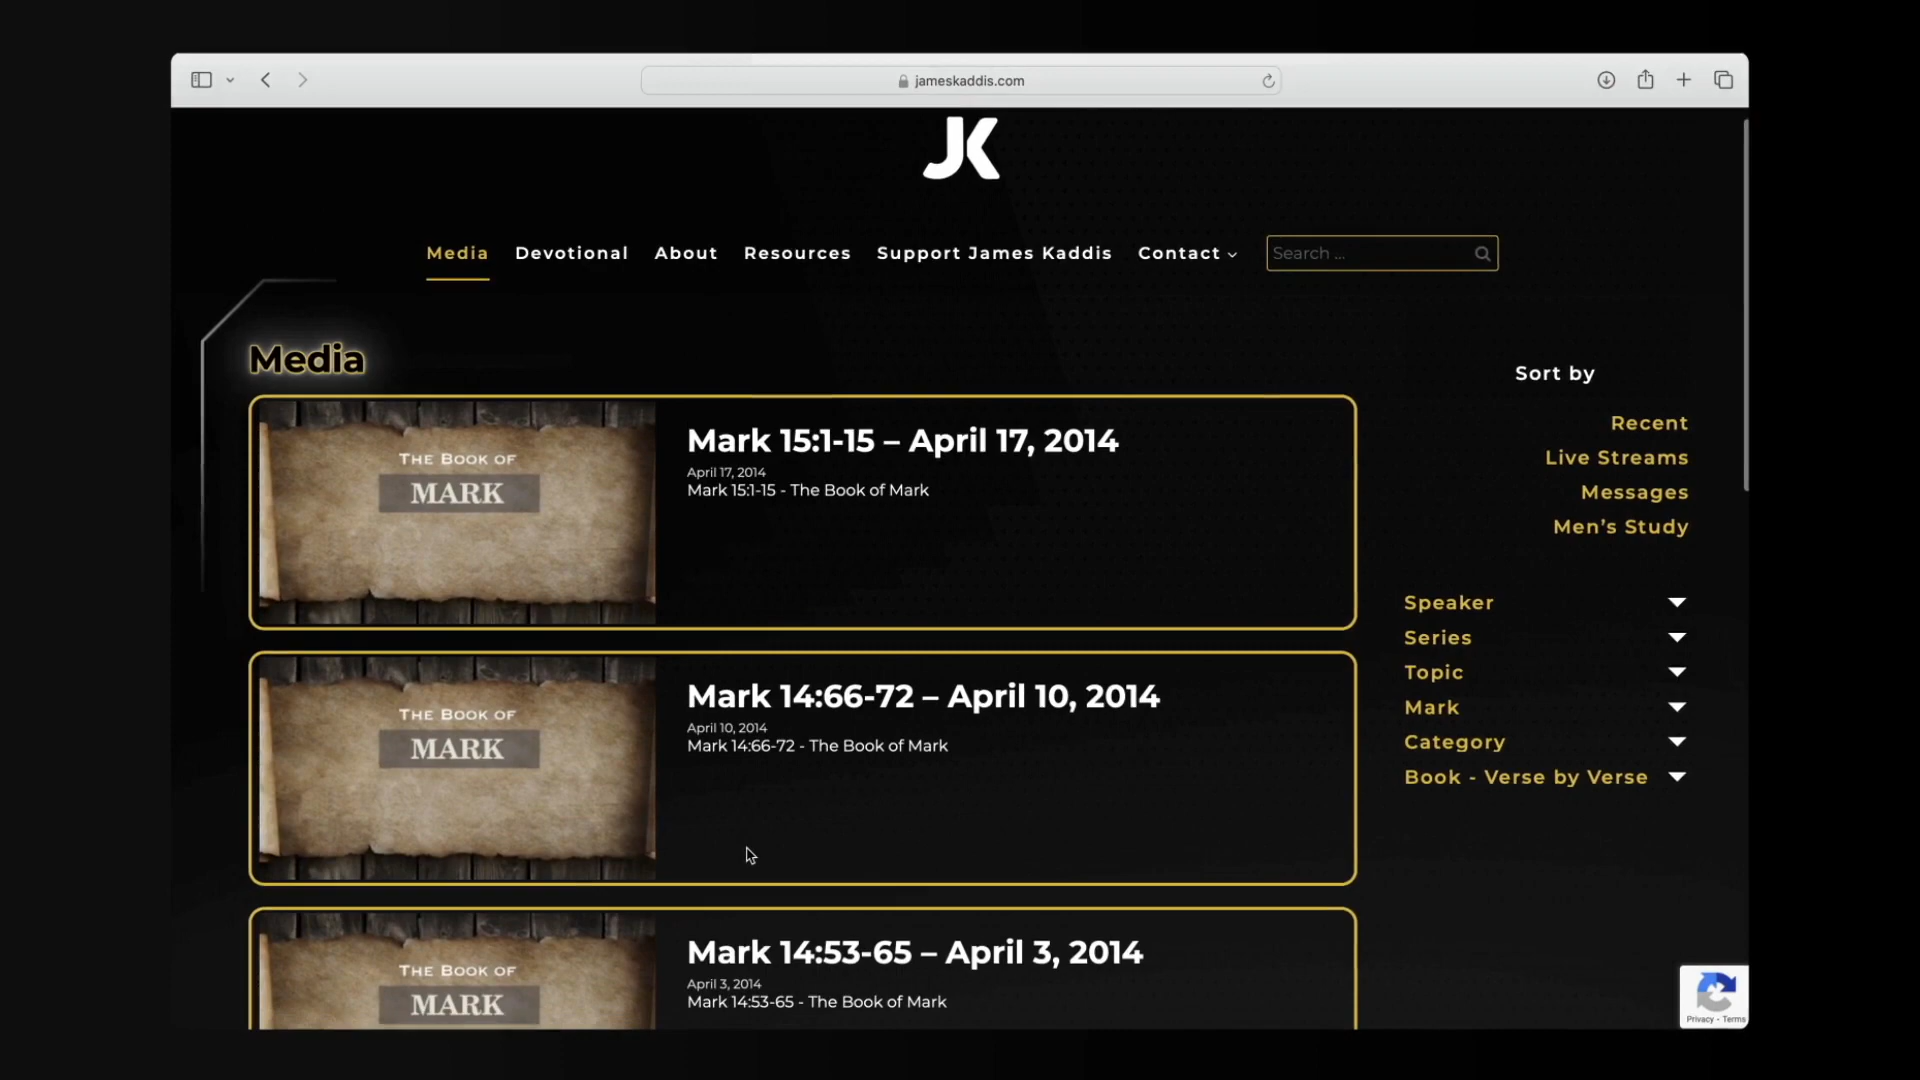 jameskaddis.com
JK
Media Devotional About Resources Support James Kaddis Contact Search ...
Media
THE BOOK OF
MARK
Mark 15:1-15 – April 17, 2014
April 17, 2014
Mark 15:1-15 - The Book of Mark
THE BOOK OF
MARK
Mark 14:66-72 – April 10, 2014
April 10, 2014
Mark 14:66-72 - The Book of Mark
THE BOOK OF
MARK
Mark 14:53-65 – April 3, 2014
April 3, 2014
Mark 14:53-65 - The Book of Mark
Sort by
Recent
Live Streams
Messages
Men’s Study
Speaker
Series
Topic
Mark
Category
Book - Verse by Verse
Privacy - Terms